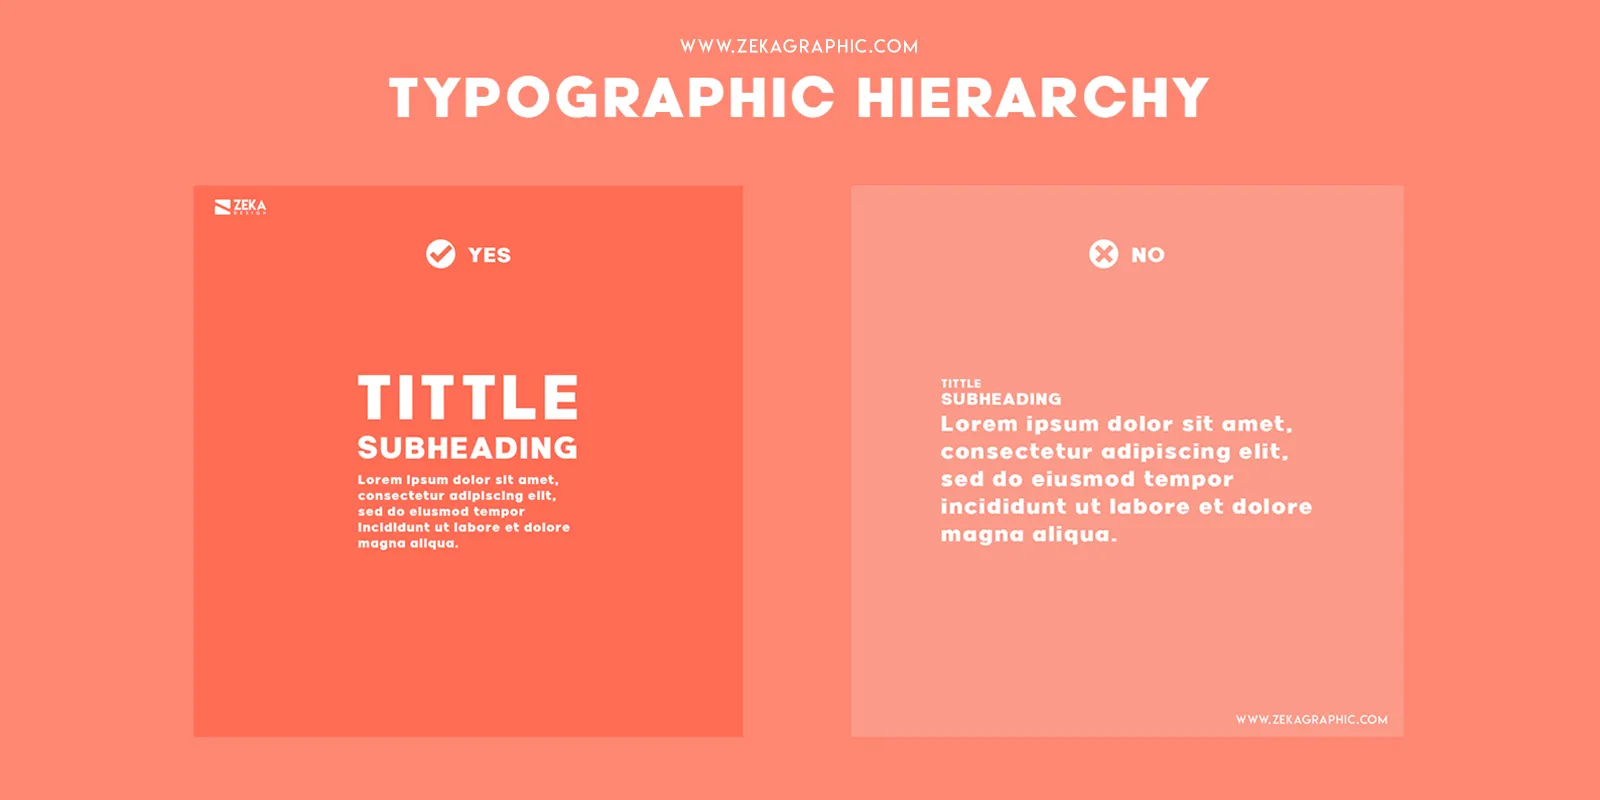 WWW.ZEKAGRAPHIC.COM
TYPOGRAPHIC HIERARCHY
ZEKA
DESIGN
YES
TITTLE
SUBHEADING
Lorem ipsum dolor sit amet,
consectetur adipiscing elit,
sed do eiusmod tempor
incididunt ut labore et dolore
magna aliqua.
NO
TITTLE
SUBHEADING
Lorem ipsum dolor sit amet,
consectetur adipiscing elit,
sed do eiusmod tempor
incididunt ut labore et dolore
magna aliqua.
WWW.ZEKAGRAPHIC.COM